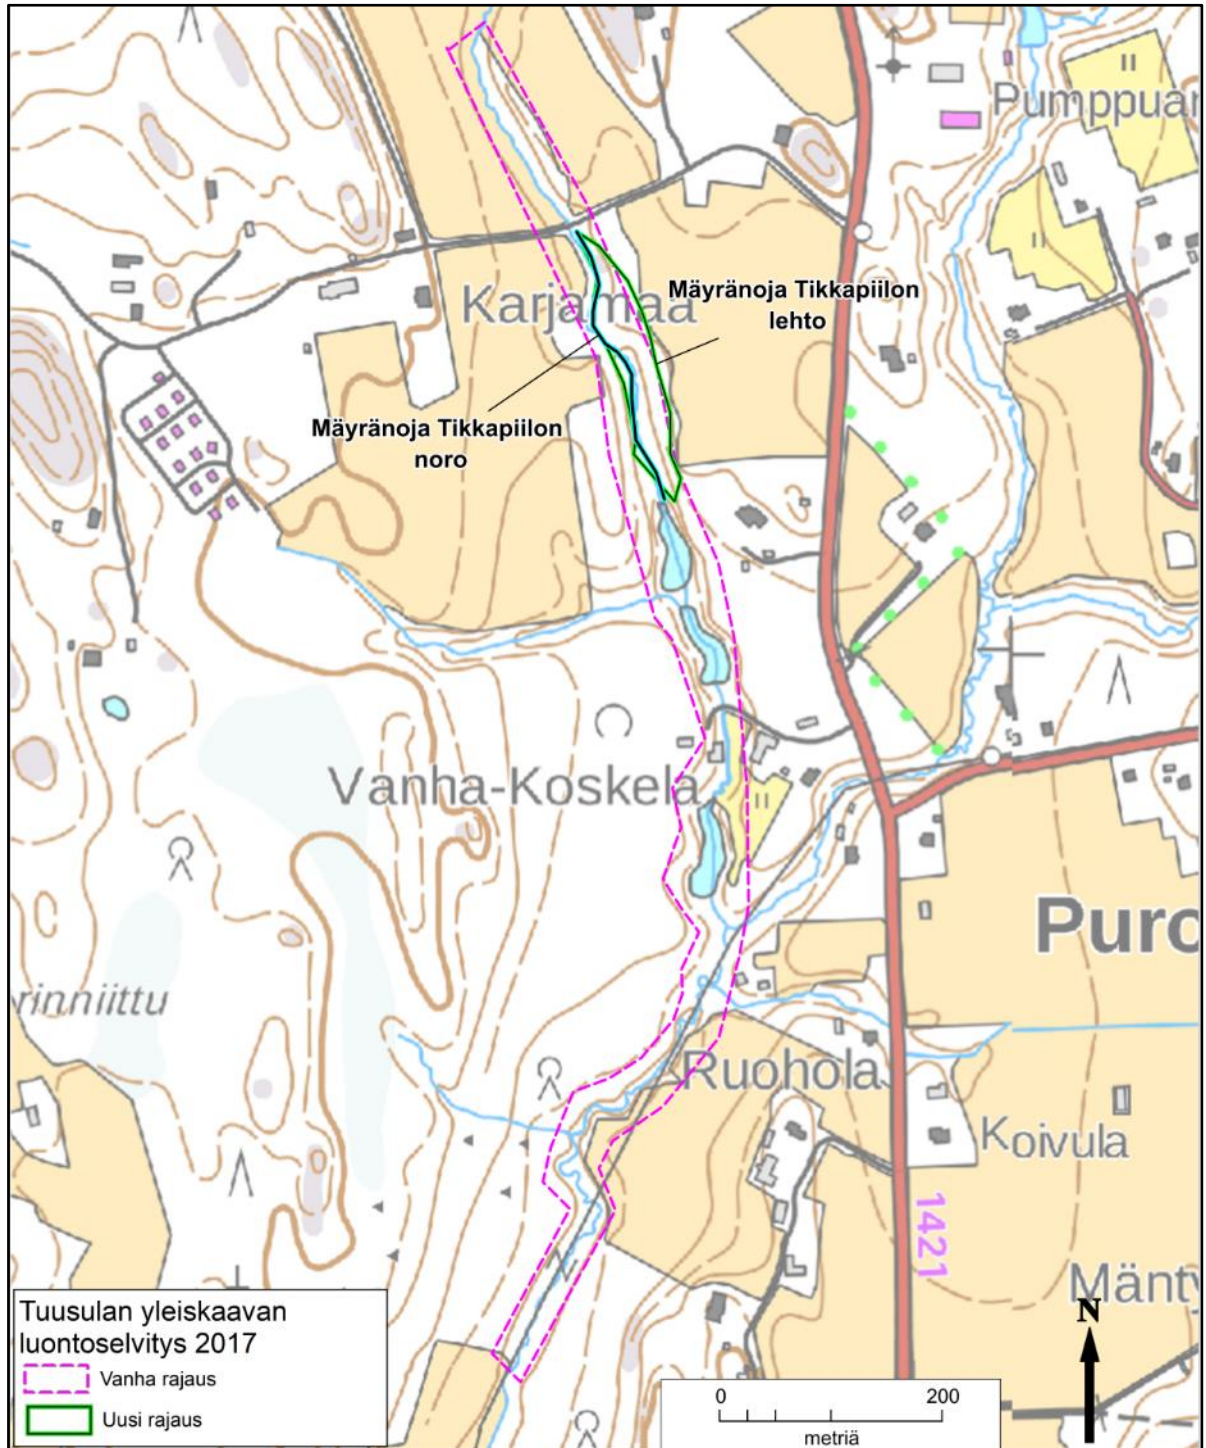 Pumppuar
Karjamaa
Mäyränoja Tikkapiilon
lehto
Mäyränoja Tikkapiilon
noro
Vanha-Koskela
Puro
rinniittu
Ruohola
Koivula
1421
Mänty
N
Tuusulan yleiskaavan
luontoselvitys 2017
Vanha rajaus
Uusi rajaus
0 200
metriä